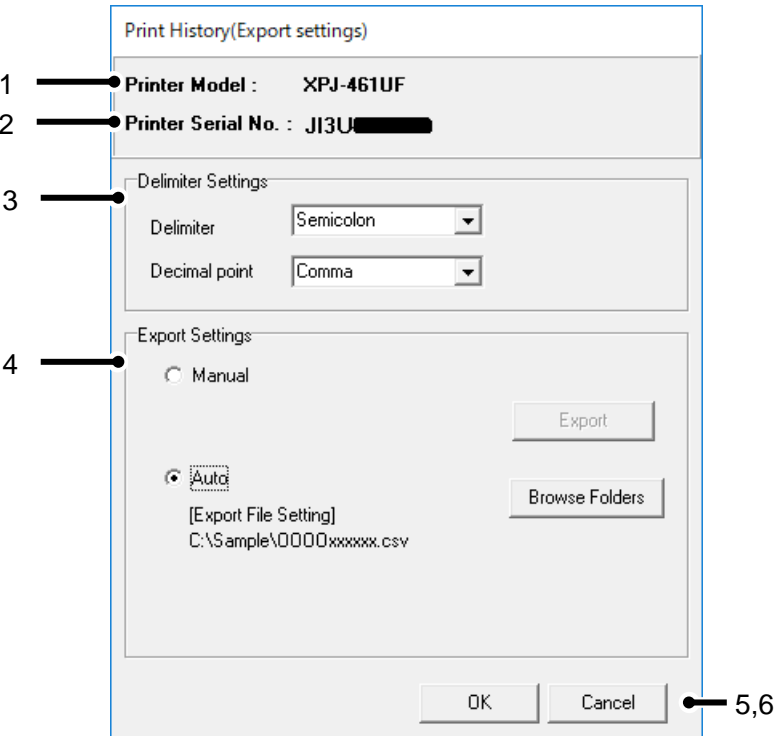 Print History(Export settings)
1 Printer Model : XPJ-461UF
2 Printer Serial No. : JI3U
3 Delimiter Settings
Delimiter Semicolon
Decimal point Comma
Export Settings
4
Manual
Export
Auto
Browse Folders
[Export File Setting]
C:\Sample\OOOOxxxxxx.csv
OK Cancel 5,6